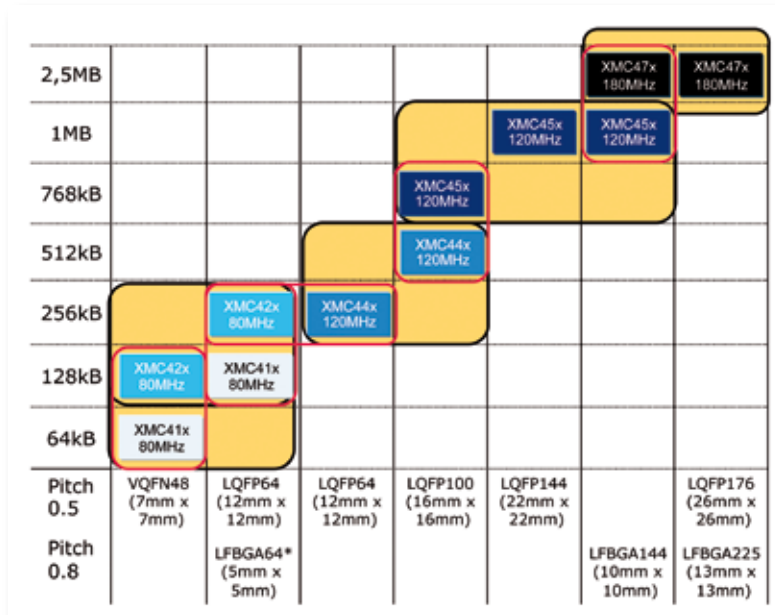 2,5MB
XMC47x
180MHz
XMC47x
180MHz
1MB
XMC45x
120MHz
XMC45x
120MHz
768kB
XMC45x
120MHz
512kB
XMC44x
120MHz
256kB
XMC42x
80MHz
XMC44x
120MHz
128kB
XMC42x
80MHz
XMC41x
80MHz
64kB
XMC41x
80MHz
Pitch
0.5
VQFN48
(7mm x
7mm)
LQFP64
(12mm x
12mm)
LQFP64
(12mm x
12mm)
LQFP100
(16mm x
16mm)
LQFP144
(22mm x
22mm)
LQFP176
(26mm x
26mm)
Pitch
0.8
LFBGA64*
(5mm x
5mm)
LFBGA144
(10mm x
10mm)
LFBGA225
(13mm x
13mm)